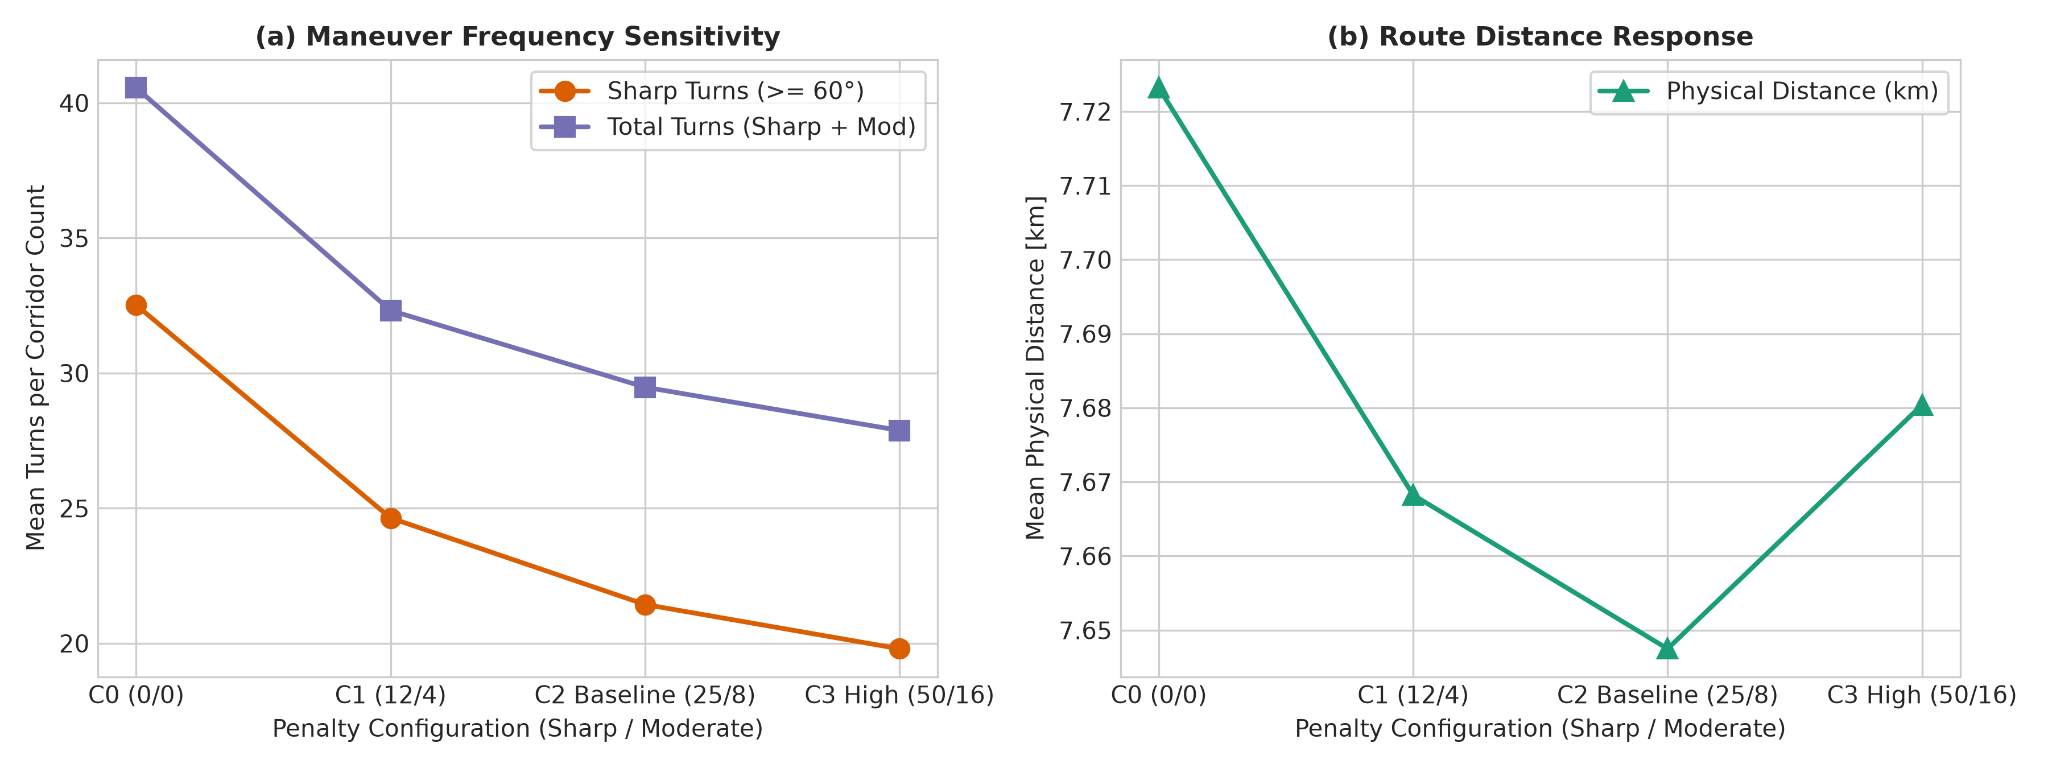 (a) Maneuver Frequency Sensitivity
Sharp Turns (>= 60°)
Total Turns (Sharp + Mod)
Mean Turns per Corridor Count
40
35
30
25
20
C0 (0/0)
C1 (12/4)
C2 Baseline (25/8)
C3 High (50/16)
Penalty Configuration (Sharp / Moderate)
(b) Route Distance Response
Physical Distance (km)
Mean Physical Distance [km]
7.72
7.71
7.70
7.69
7.68
7.67
7.66
7.65
C0 (0/0)
C1 (12/4)
C2 Baseline (25/8)
C3 High (50/16)
Penalty Configuration (Sharp / Moderate)